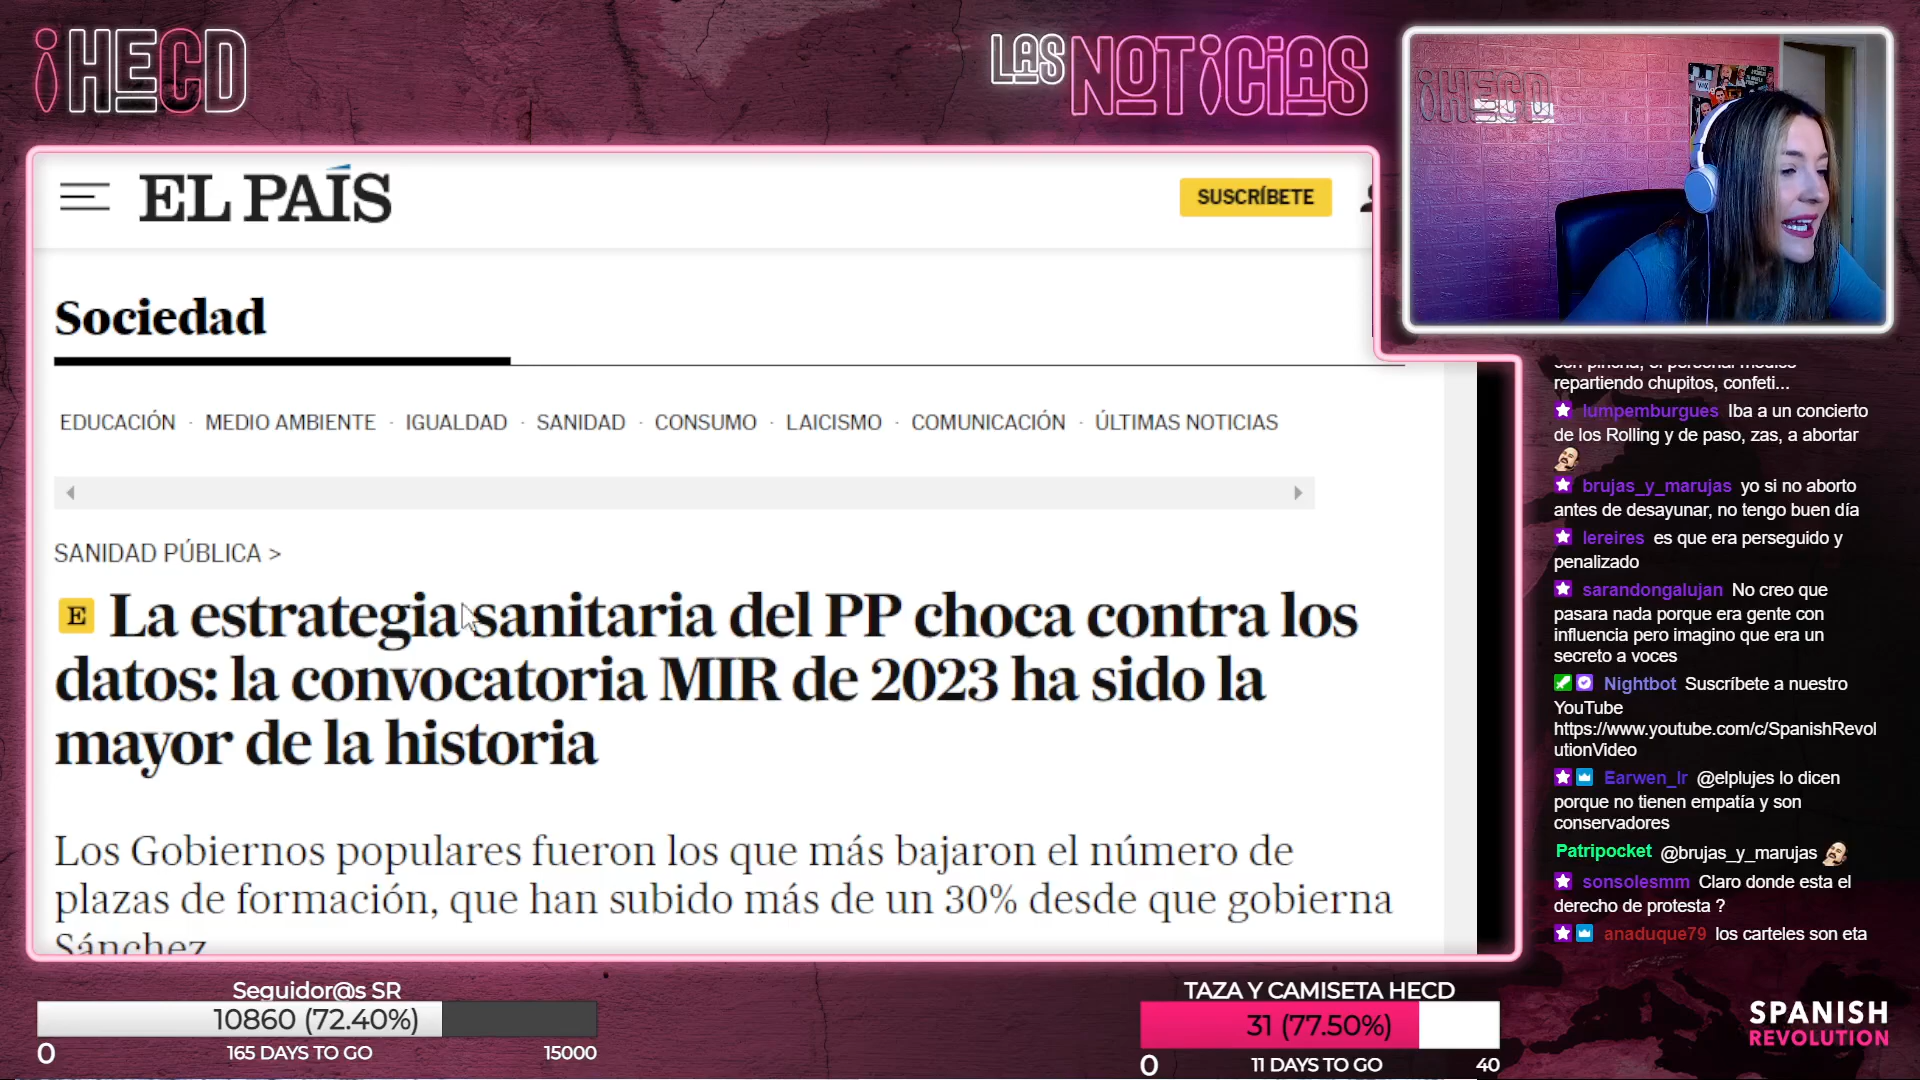 ¡HECD
LAS NOTICIAS
¡HECD
EL PAÍS
SUSCRÍBETE
Sociedad
EDUCACIÓN · MEDIO AMBIENTE · IGUALDAD · SANIDAD · CONSUMO · LAICISMO · COMUNICACIÓN · ÚLTIMAS NOTICIAS
SANIDAD PÚBLICA >
E La estrategia sanitaria del PP choca contra los
datos: la convocatoria MIR de 2023 ha sido la
mayor de la historia
Los Gobiernos populares fueron los que más bajaron el número de
plazas de formación, que han subido más de un 30% desde que gobierna
Sánchez
repartiendo chupitos, confeti...
lumpemburgues Iba a un concierto
de los Rolling y de paso, zas, a abortar
brujas_y_marujas yo si no aborto
antes de desayunar, no tengo buen día
lereires es que era perseguido y
penalizado
sarandongalujan No creo que
pasara nada porque era gente con
influencia pero imagino que era un
secreto a voces
Nightbot Suscríbete a nuestro
YouTube
https://www.youtube.com/c/SpanishRevol
utionVideo
Earwen_lr @elplujes lo dicen
porque no tienen empatía y son
conservadores
Patripocket @brujas_y_marujas
sonsolesmm Claro donde esta el
derecho de protesta ?
anaduque79 los carteles son eta
Seguidor@s SR
10860 (72.40%)
0 165 DAYS TO GO 15000
TAZA Y CAMISETA HECD
31 (77.50%)
0 11 DAYS TO GO 40
SPANISH
REVOLUTION